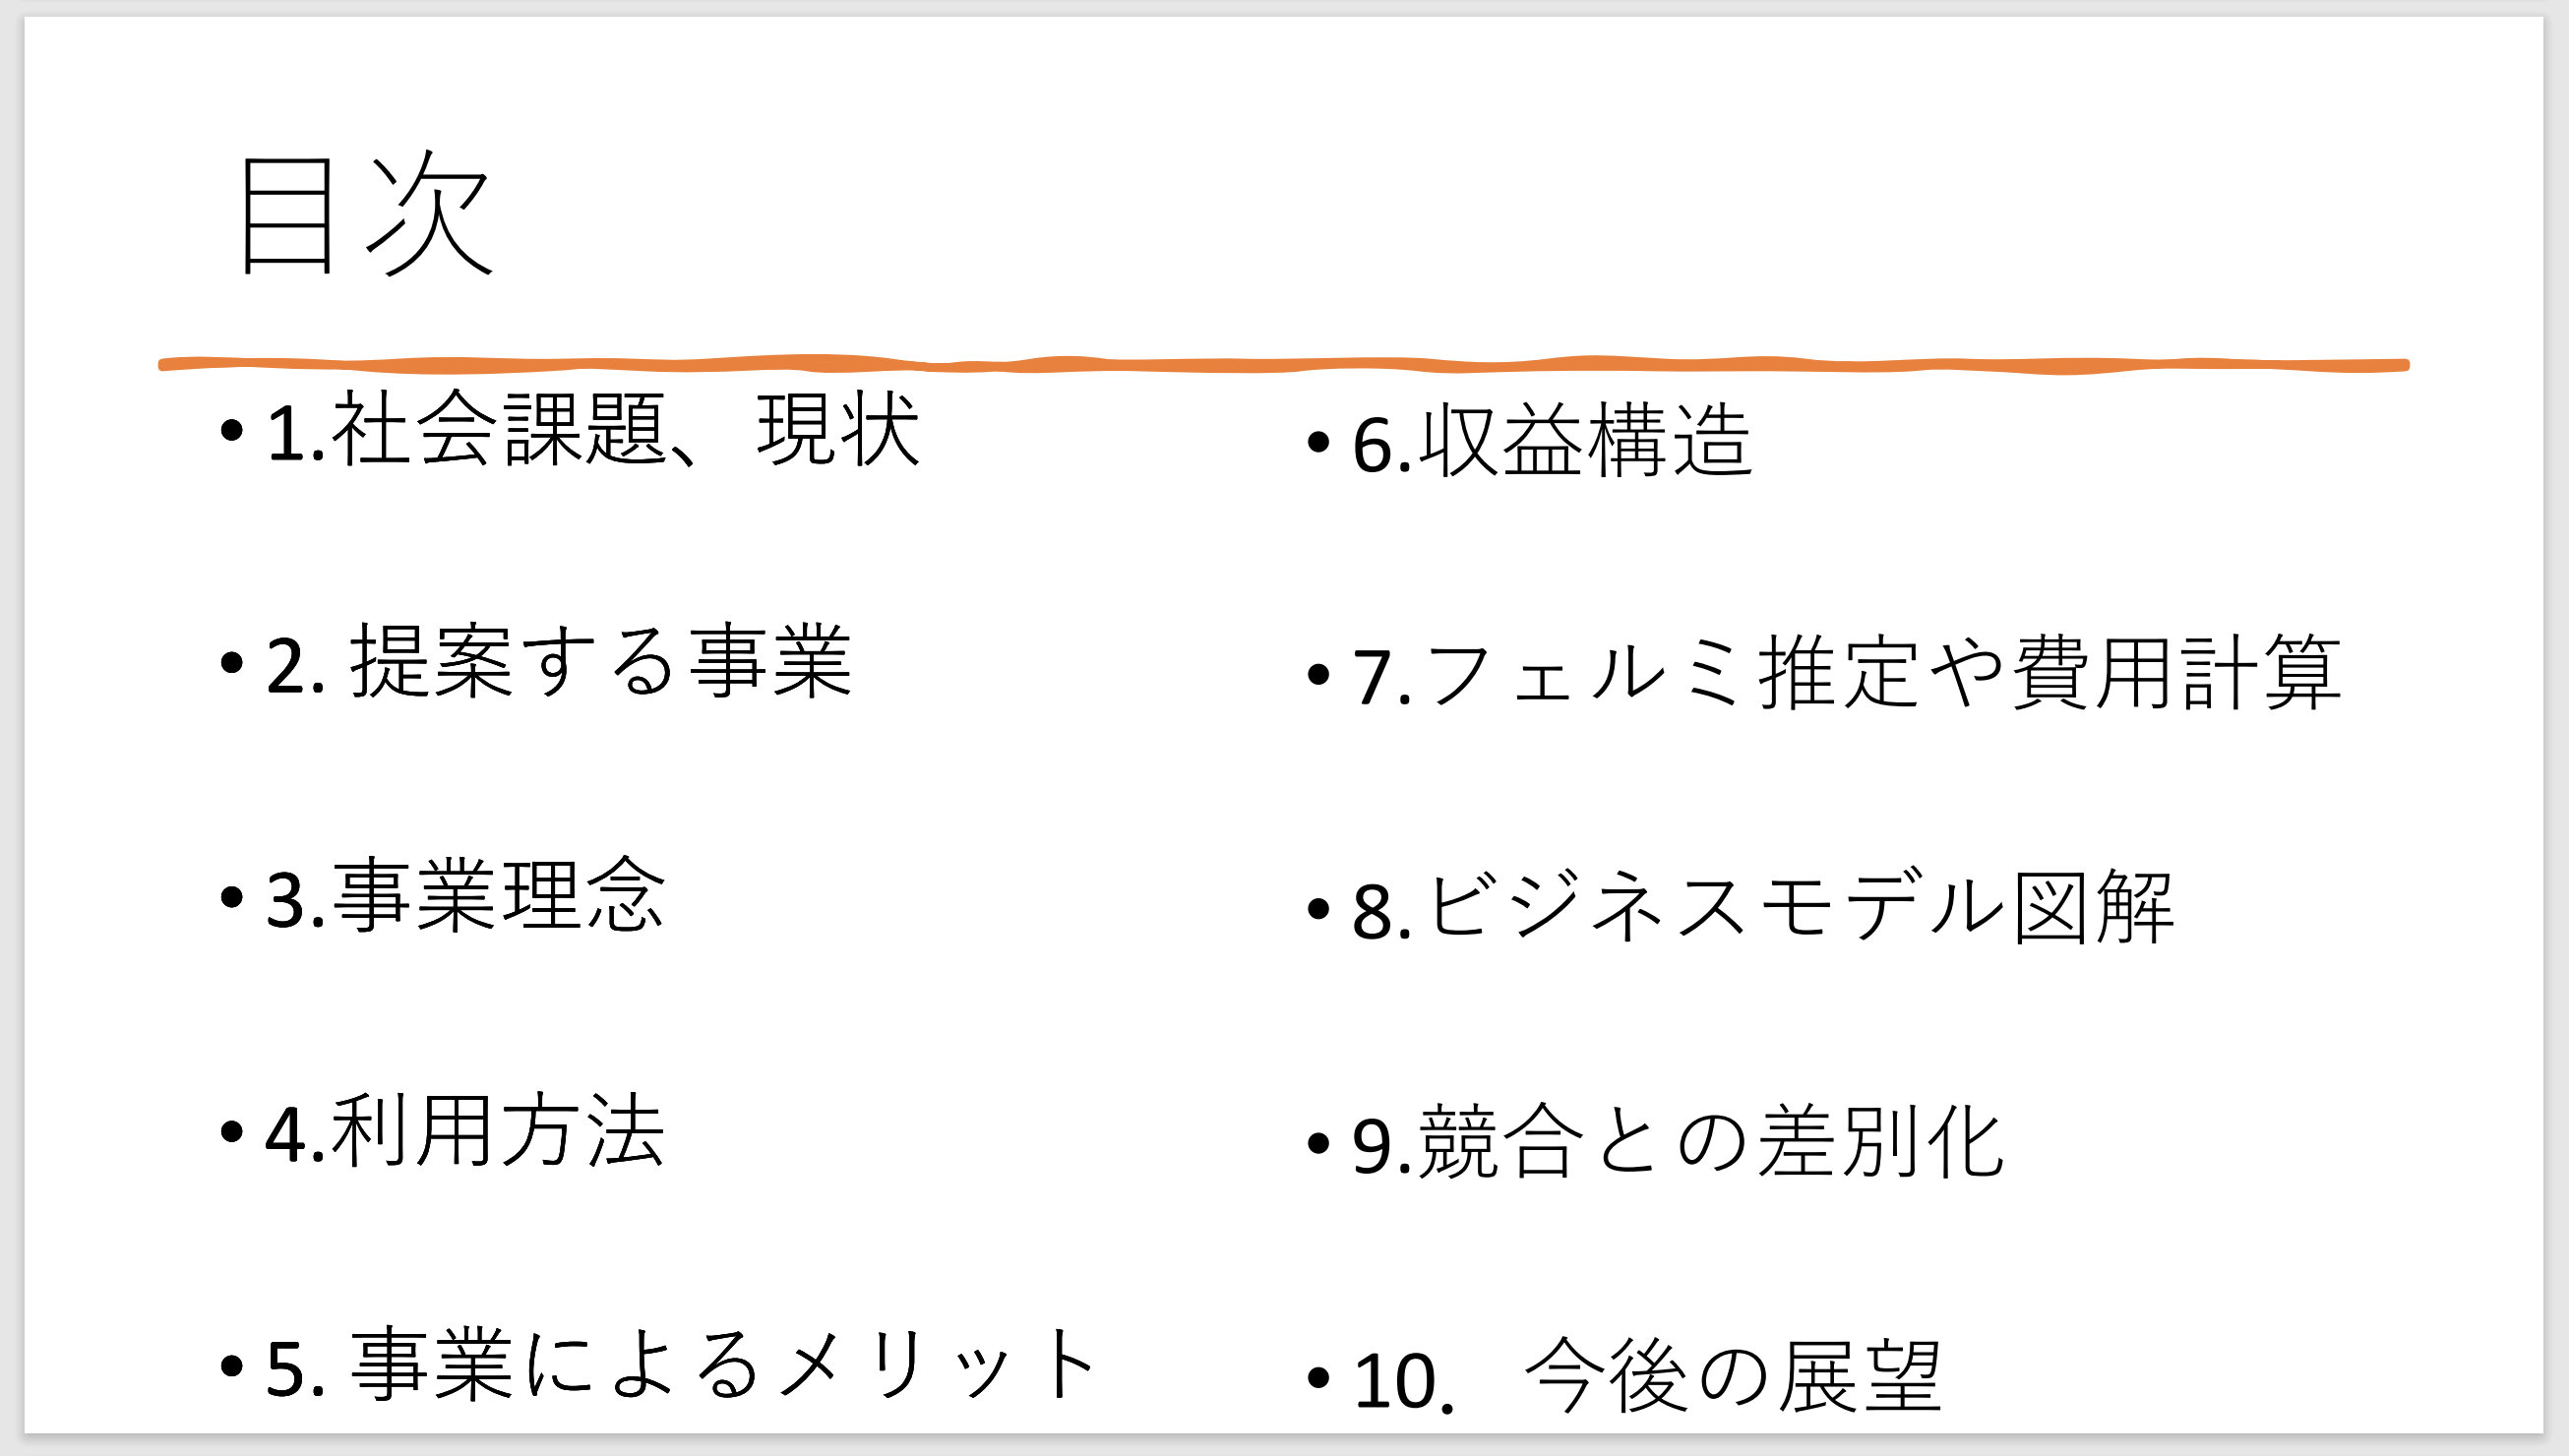 目次
• 1.社会課題、現状
• 2. 提案する事業
• 3.事業理念
• 4.利用方法
• 5. 事業によるメリット
• 6.収益構造
• 7.フェルミ推定や費用計算
• 8.ビジネスモデル図解
• 9.競合との差別化
• 10.　今後の展望